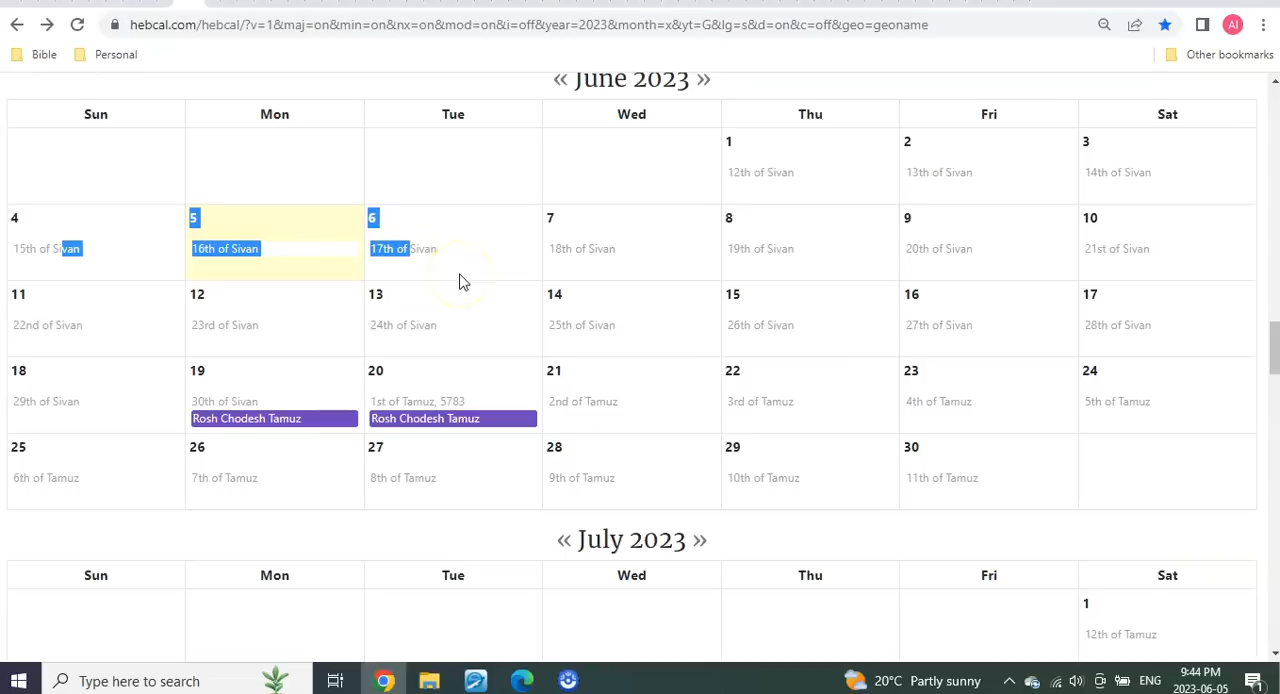 hebcal.com/hebcal/?v=1&maj=on&min=on&nx=on&mod=on&i=off&year=2023&month=x&yt=G&lg=s&d=on&c=off&geo=geoname
AI
Bible Personal Other bookmarks
« June 2023 »
Sun Mon Tue Wed Thu Fri Sat
1 2 3
12th of Sivan 13th of Sivan 14th of Sivan
4 5 6 7 8 9 10
15th of Sivan 16th of Sivan 17th of Sivan 18th of Sivan 19th of Sivan 20th of Sivan 21st of Sivan
11 12 13 14 15 16 17
22nd of Sivan 23rd of Sivan 24th of Sivan 25th of Sivan 26th of Sivan 27th of Sivan 28th of Sivan
18 19 20 21 22 23 24
29th of Sivan 30th of Sivan 1st of Tamuz, 5783 2nd of Tamuz 3rd of Tamuz 4th of Tamuz 5th of Tamuz
Rosh Chodesh Tamuz Rosh Chodesh Tamuz
25 26 27 28 29 30
6th of Tamuz 7th of Tamuz 8th of Tamuz 9th of Tamuz 10th of Tamuz 11th of Tamuz
« July 2023 »
Sun Mon Tue Wed Thu Fri Sat
1
12th of Tamuz
Type here to search 20°C Partly sunny ENG 9:44 PM
2023-06-05
1